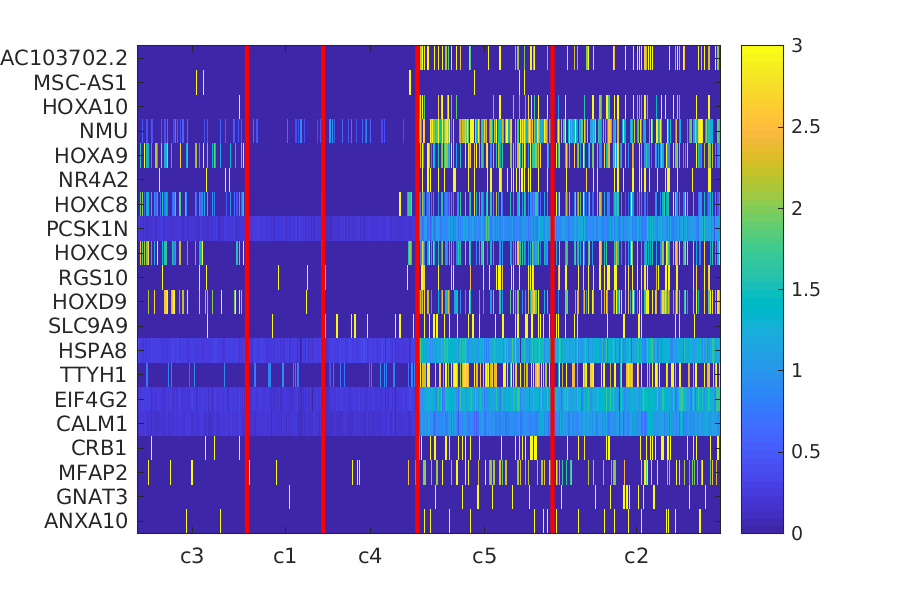 AC103702.2
MSC-AS1
HOXA10
NMU
HOXA9
NR4A2
HOXC8
PCSK1N
HOXC9
RGS10
HOXD9
SLC9A9
HSPA8
TTYH1
EIF4G2
CALM1
CRB1
MFAP2
GNAT3
ANXA10
c3 c1 c4 c5 c2
3
2.5
2
1.5
1
0.5
0